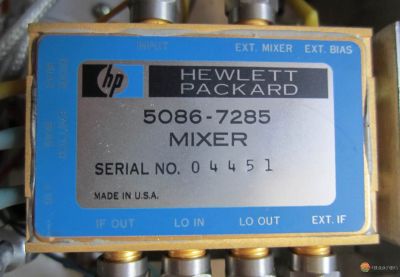 INPUT EXT. MIXER EXT. BIAS
hp HEWLETT
PACKARD
5086-7285
MIXER
SERIAL NO. 04451
MADE IN U.S.A.
IF OUT LO IN LO OUT EXT. IF